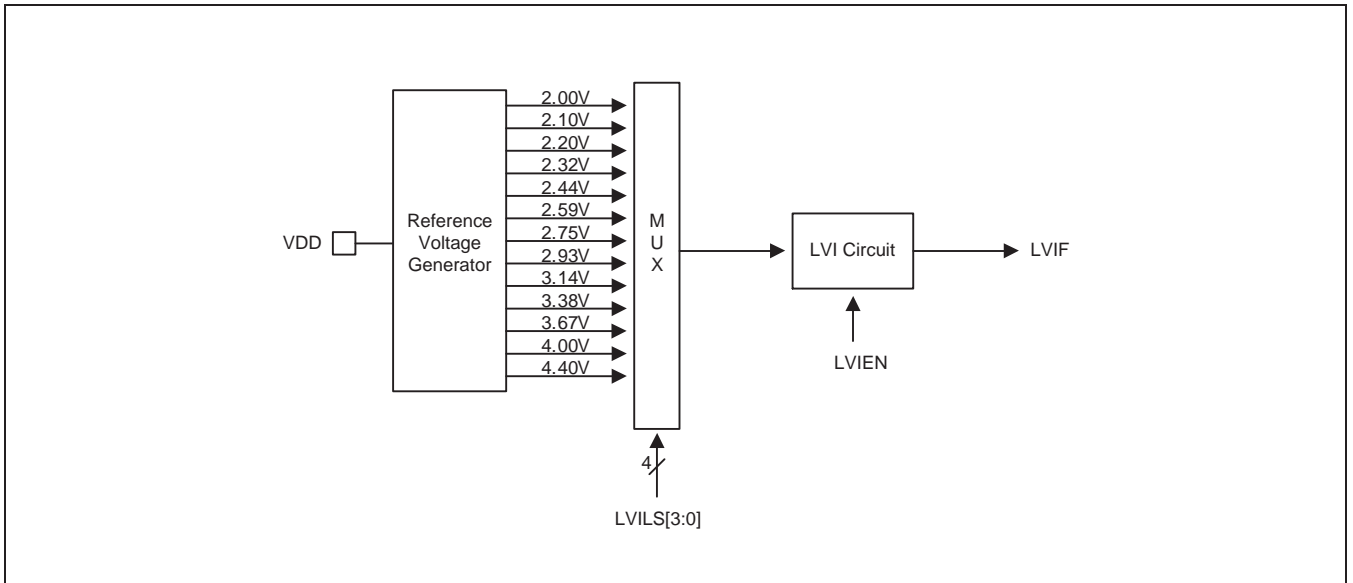 VDD
Reference
Voltage
Generator
2.00V
2.10V
2.20V
2.32V
2.44V
2.59V
2.75V
2.93V
3.14V
3.38V
3.67V
4.00V
4.40V
M
U
X
4
LVILS[3:0]
LVI Circuit
LVIEN
LVIF